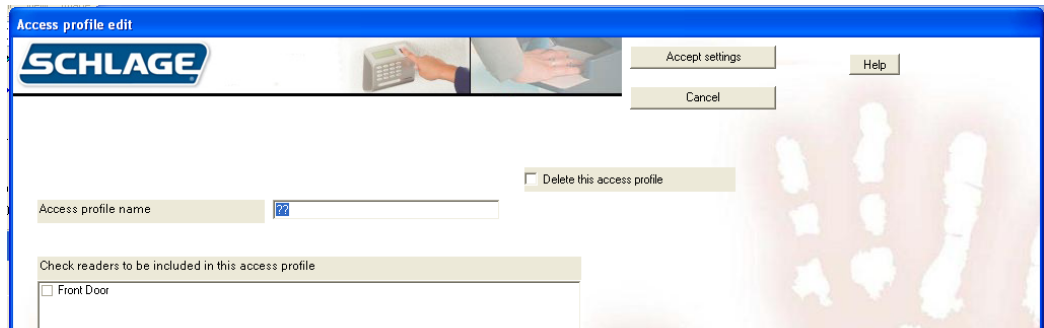 Access profile edit
SCHLAGE
Accept settings
Help
Cancel
Delete this access profile
Access profile name
??
Check readers to be included in this access profile
Front Door